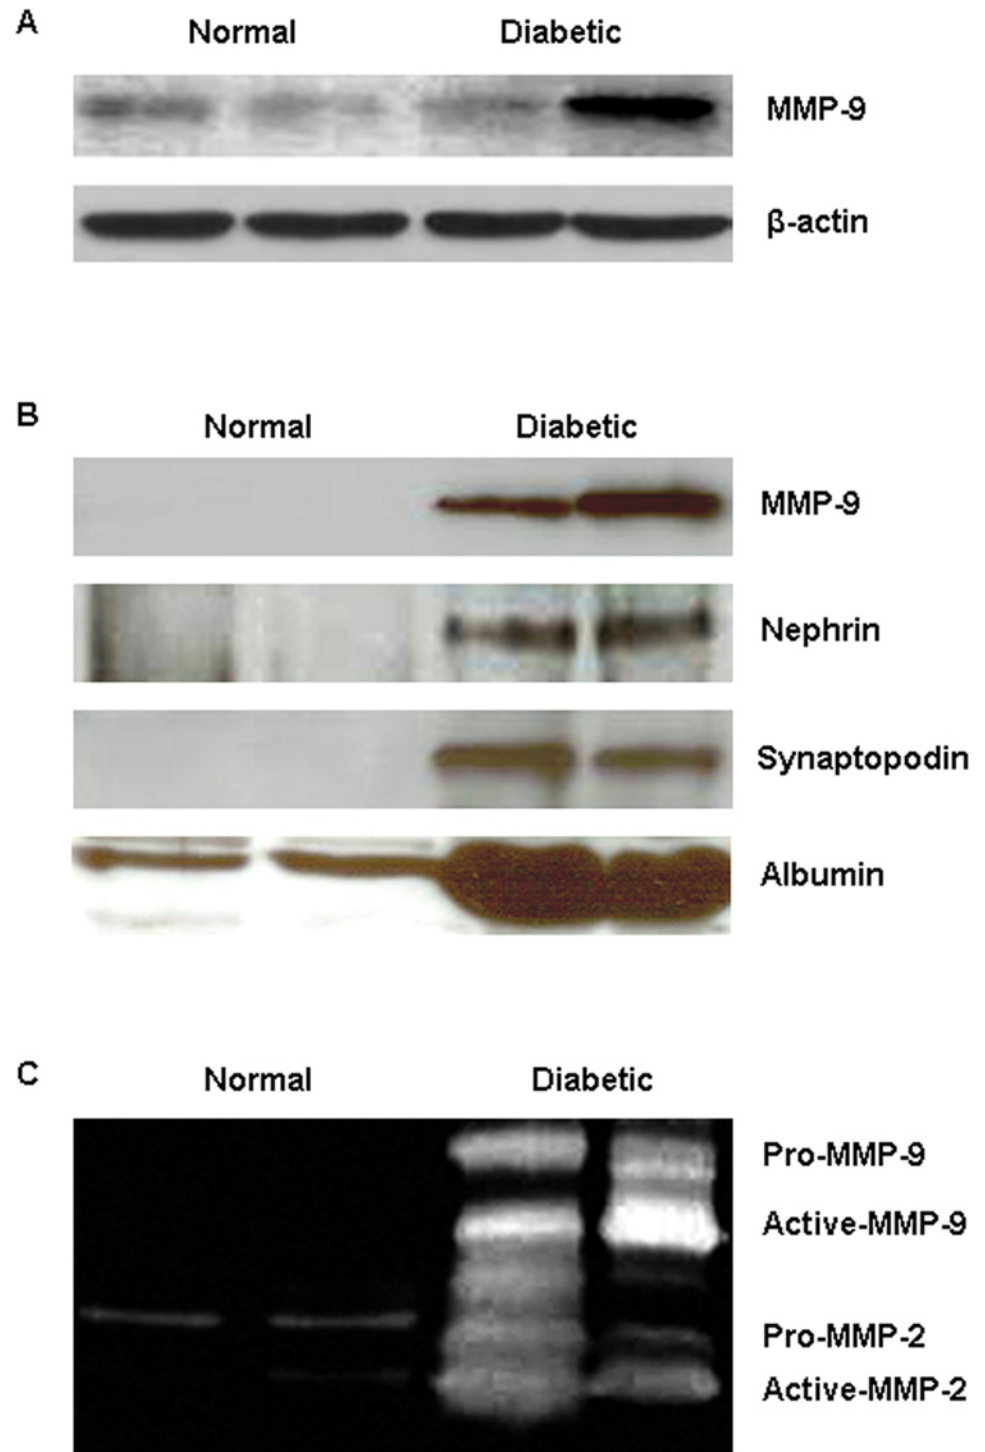 A
Normal Diabetic
MMP-9
β-actin
B
Normal Diabetic
MMP-9
Nephrin
Synaptopodin
Albumin
C
Normal Diabetic
Pro-MMP-9
Active-MMP-9
Pro-MMP-2
Active-MMP-2